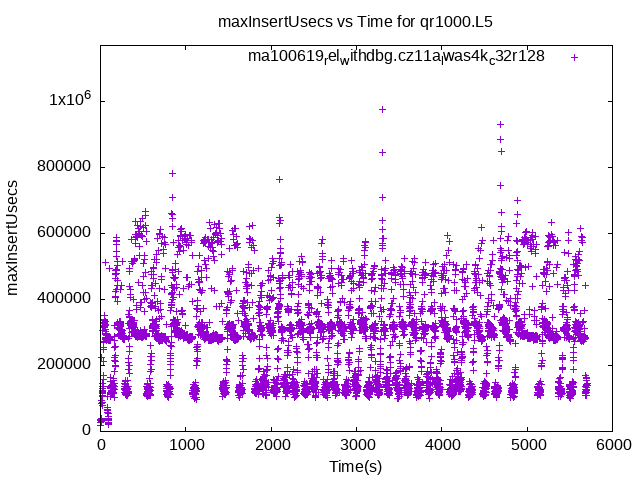 maxInsertUsecs vs Time for qr1000.L5
ma100619rel_withdbg.cz11a_was4k_c32r128
1x10^6
800000
600000
400000
200000
0
maxInsertUsecs
0 1000 2000 3000 4000 5000 6000
Time(s)